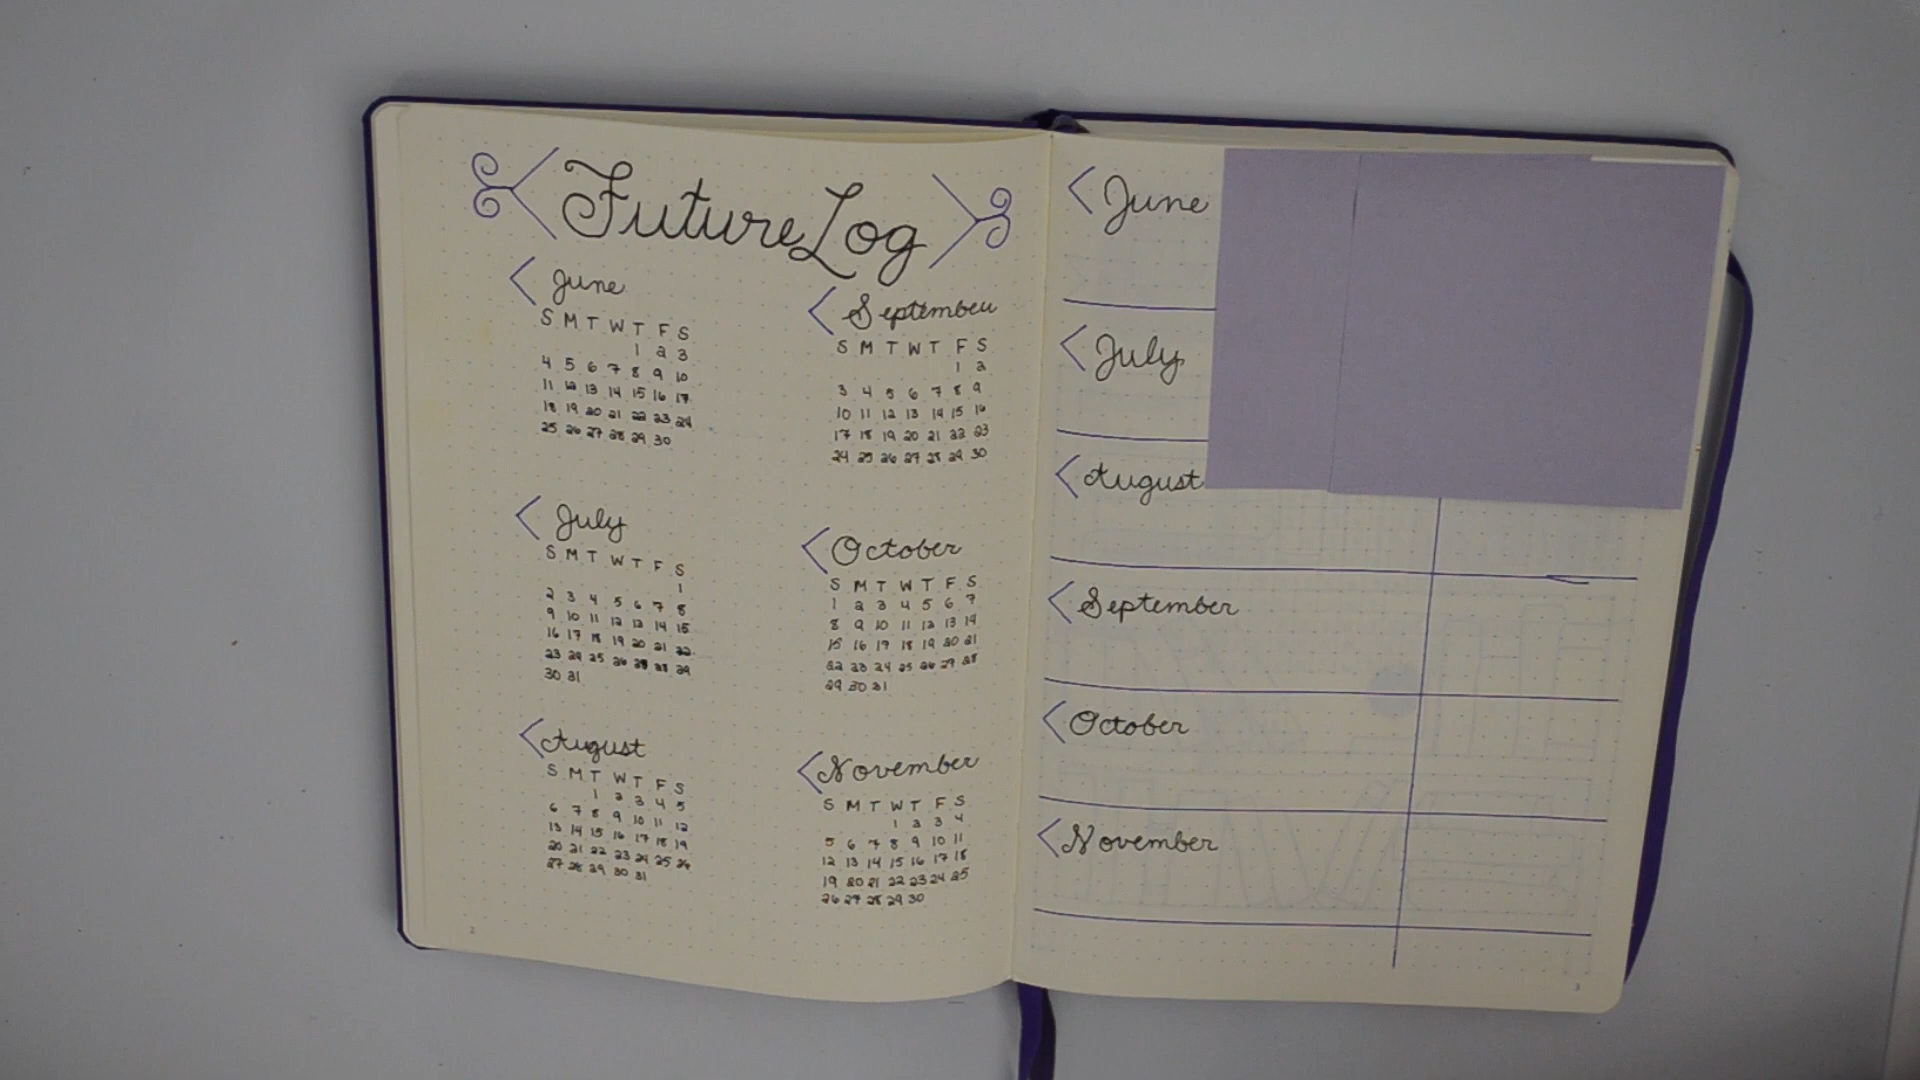 Future Log
June
S M T W T F S
1 2 3
4 5 6 7 8 9 10
11 12 13 14 15 16 17
18 19 20 21 22 23 24
25 26 27 28 29 30
July
S M T W T F S
1
2 3 4 5 6 7 8
9 10 11 12 13 14 15
16 17 18 19 20 21 22
23 24 25 26 28 29
30 31
August
S M T W T F S
1 2 3 4 5
6 7 8 9 10 11 12
13 14 15 16 17 18 19
20 21 22 23 24 25 26
27 28 29 30 31
September
S M T W T F S
1 2
3 4 5 6 7 8 9
10 11 12 13 14 15 16
17 18 19 20 21 22 23
24 25 26 27 28 29 30
October
S M T W T F S
1 2 3 4 5 6 7
8 9 10 11 12 13 14
15 16 17 18 19 20 21
22 23 24 25 26 27 28
29 30 31
November
S M T W T F S
1 2 3 4
5 6 7 8 9 10 11
12 13 14 15 16 17 18
19 20 21 22 23 24 25
26 27 28 29 30
2
June
July
August
September
October
November
3